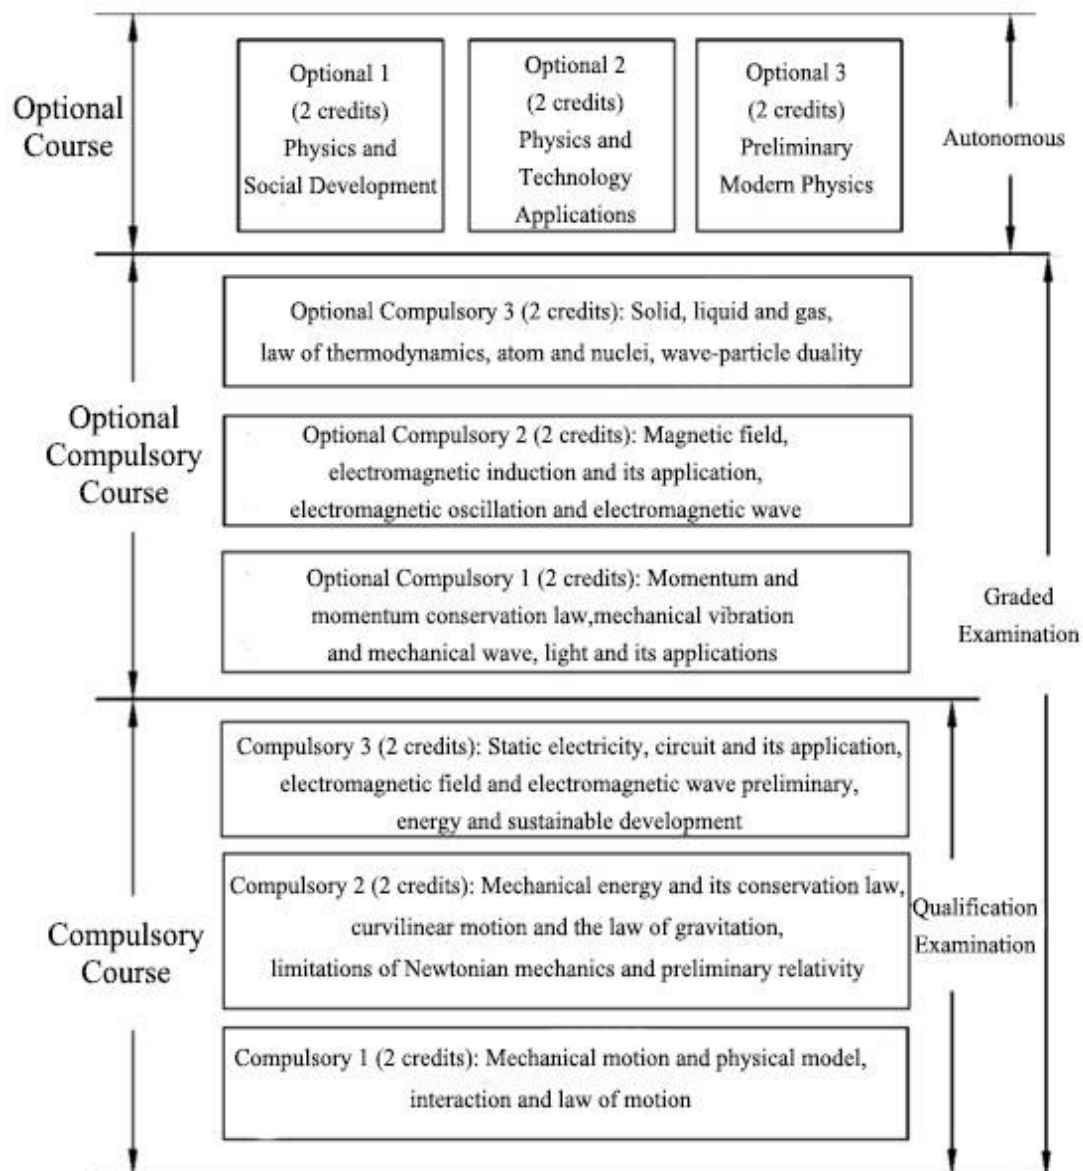 Optional
Course
Optional 1
(2 credits)
Physics and
Social Development
Optional 2
(2 credits)
Physics and
Technology
Applications
Optional 3
(2 credits)
Preliminary
Modern Physics
Autonomous
Optional
Compulsory
Course
Optional Compulsory 3 (2 credits): Solid, liquid and gas,
law of thermodynamics, atom and nuclei, wave-particle duality
Optional Compulsory 2 (2 credits): Magnetic field,
electromagnetic induction and its application,
electromagnetic oscillation and electromagnetic wave
Optional Compulsory 1 (2 credits): Momentum and
momentum conservation law,mechanical vibration
and mechanical wave, light and its applications
Graded
Examination
Compulsory
Course
Compulsory 3 (2 credits): Static electricity, circuit and its application,
electromagnetic field and electromagnetic wave preliminary,
energy and sustainable development
Compulsory 2 (2 credits): Mechanical energy and its conservation law,
curvilinear motion and the law of gravitation,
limitations of Newtonian mechanics and preliminary relativity
Compulsory 1 (2 credits): Mechanical motion and physical model,
interaction and law of motion
Qualification
Examination